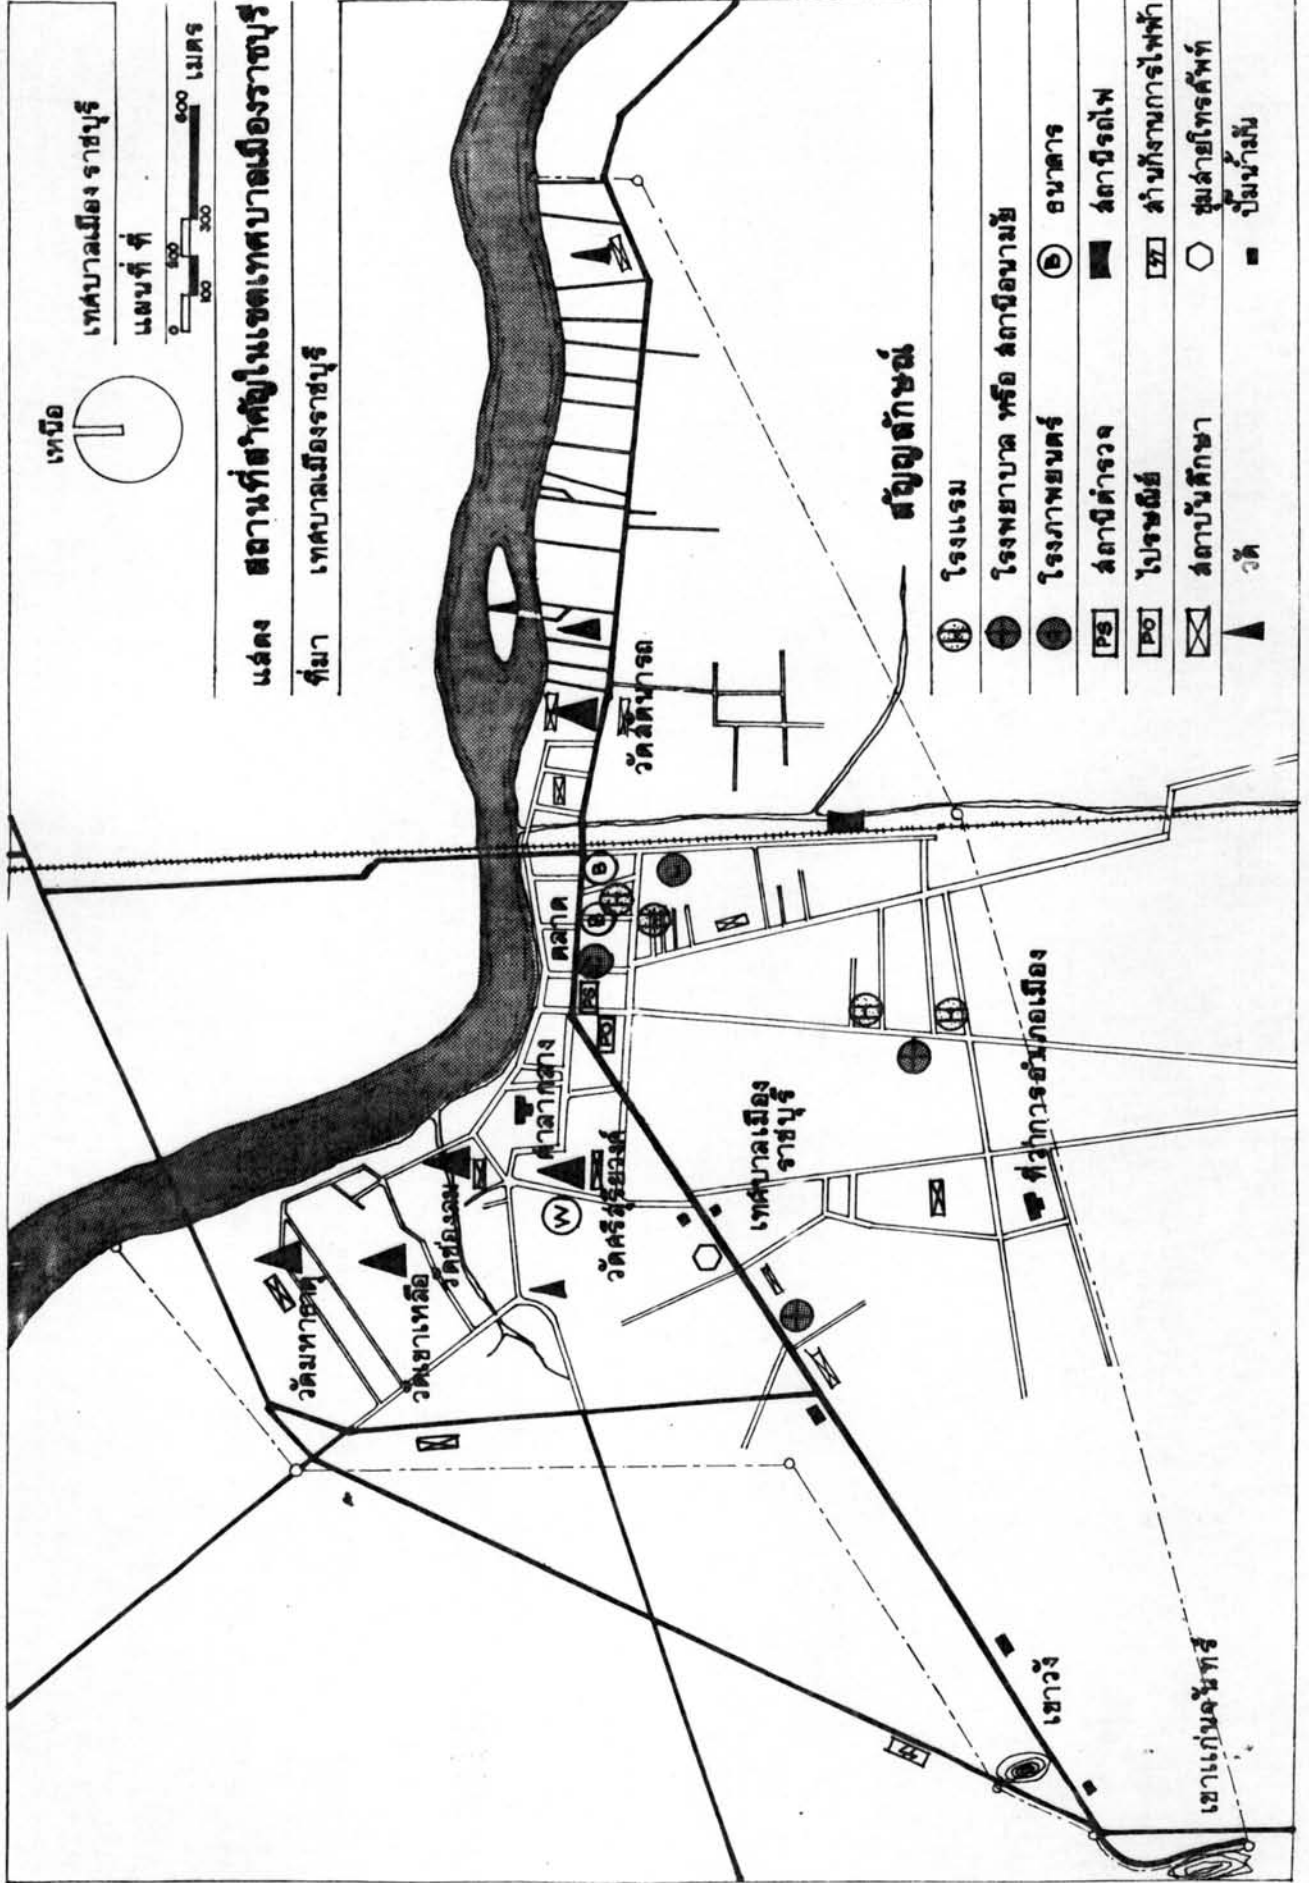 เหนือ
เทศบาลเมือง ราชบุรี
แผนที่ ที่
0 200 600 เมตร
100 300
แสดง สถานที่สำคัญในเขตเทศบาลเมืองราชบุรี
ที่มา เทศบาลเมืองราชบุรี
สัญญลักษณ์
H โรงแรม
โรงพยาบาล หรือ สถานีอนามัย
โรงภาพยนตร์
B ธนาคาร
PS สถานีตำรวจ
สถานีรถไฟ
PO ไปรษณีย์
สำนักงานการไฟฟ้า
สถาบันศึกษา
ชุมสายโทรศัพท์
วัด
ปั๊มน้ำมัน
วัดมหาธาตุ
วัดเขาเหลือ
วัดช่องลม
W
วัดศรีสุริยวงศ์
ศาลากลาง
ตลาด
PS
PO
B
B
H
H
H
H
วัดสัตนารถ
เทศบาลเมือง
ราชบุรี
ที่ว่าการอำเภอเมือง
เขาวัง
เขาแก่นจันทร์